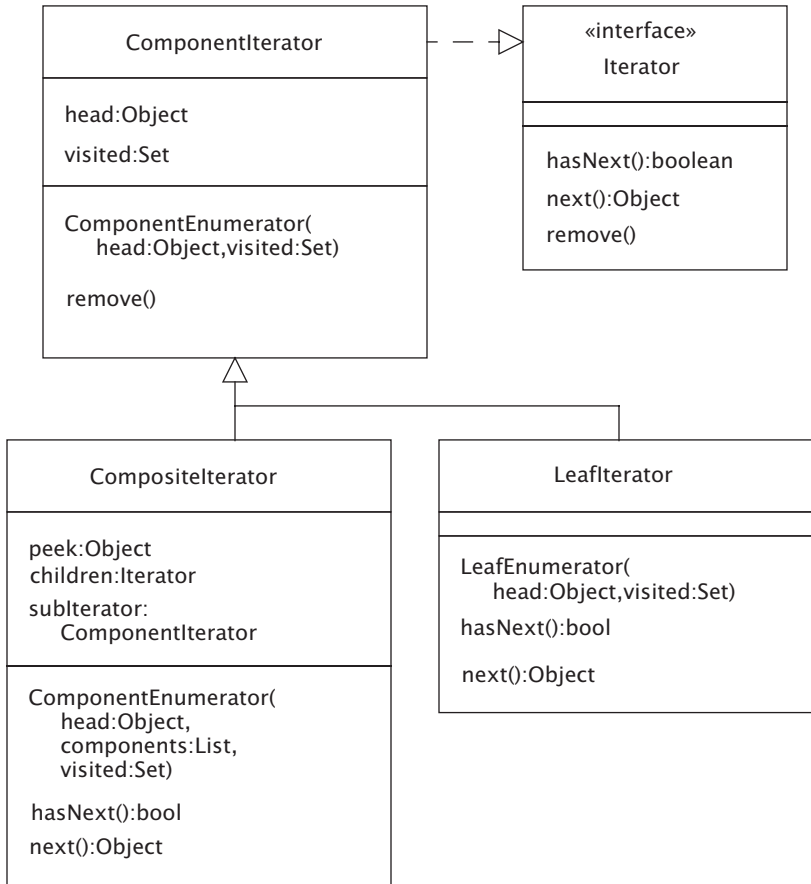 ComponentIterator
head:Object
visited:Set
ComponentEnumerator(
head:Object,visited:Set)
remove()
«interface»
Iterator
hasNext():boolean
next():Object
remove()
CompositeIterator
peek:Object
children:Iterator
subIterator:
ComponentIterator
ComponentEnumerator(
head:Object,
components:List,
visited:Set)
hasNext():bool
next():Object
LeafIterator
LeafEnumerator(
head:Object,visited:Set)
hasNext():bool
next():Object